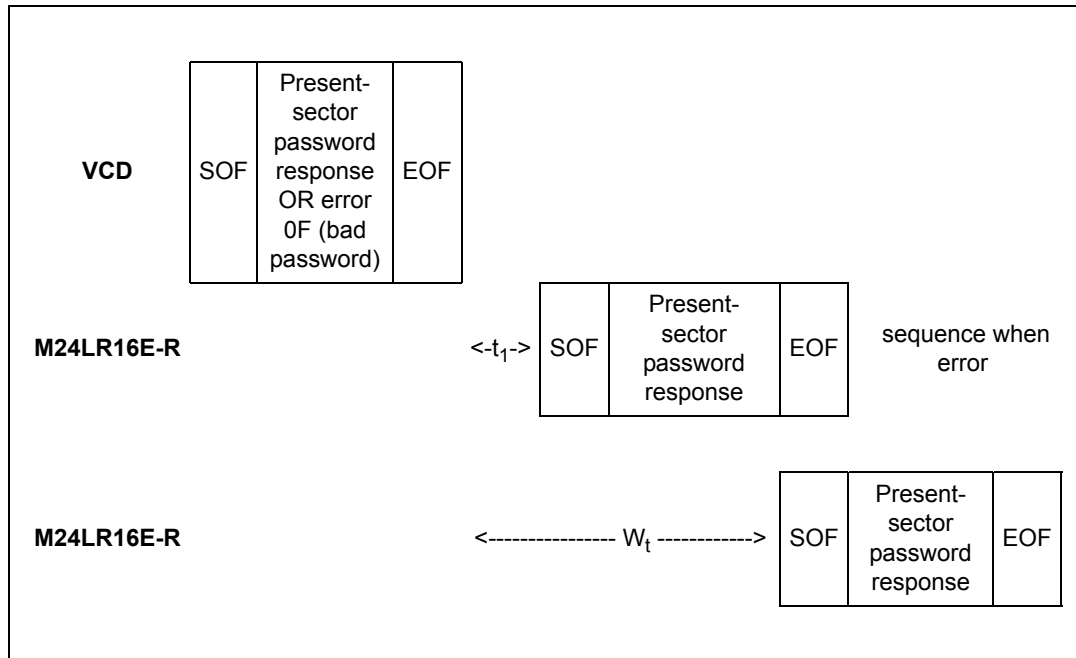 VCD
SOF
Present-
sector
password
response
OR error
0F (bad
password)
EOF
M24LR16E-R
<-t1->
SOF
Present-
sector
password
response
EOF
sequence when
error
M24LR16E-R
<---------------- Wt ------------>
SOF
Present-
sector
password
response
EOF